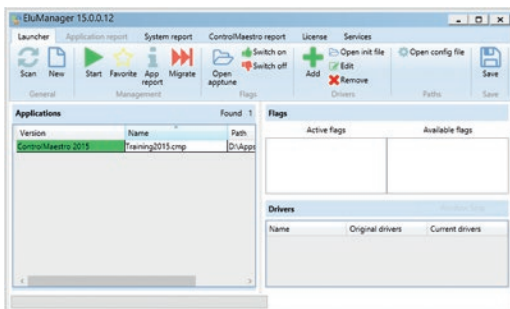 EluManager 15.0.0.12
Launcher Application report System report ControlMaestro report License Services
Scan New Start Favorite App report Migrate Open apptune Switch on Switch off Add Open init file Edit Remove Open config file Save
General Management Flags Drivers Paths Save
Applications Found 1 Flags
Version Name Path Active flags Available flags
ControlMaestro 2015 Training2015.cmp D:\Apps
Drivers
Name Original drivers Current drivers